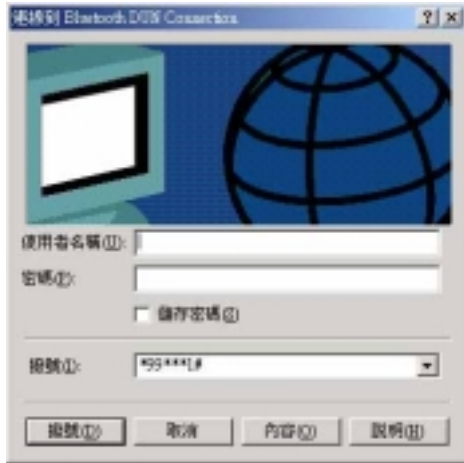 連線到 Bluetooth DUN Connection
使用者名稱(U):
密碼(P):
儲存密碼(S)
撥號(I): *99***1#
撥號(D) 取消 內容(O) 説明(H)